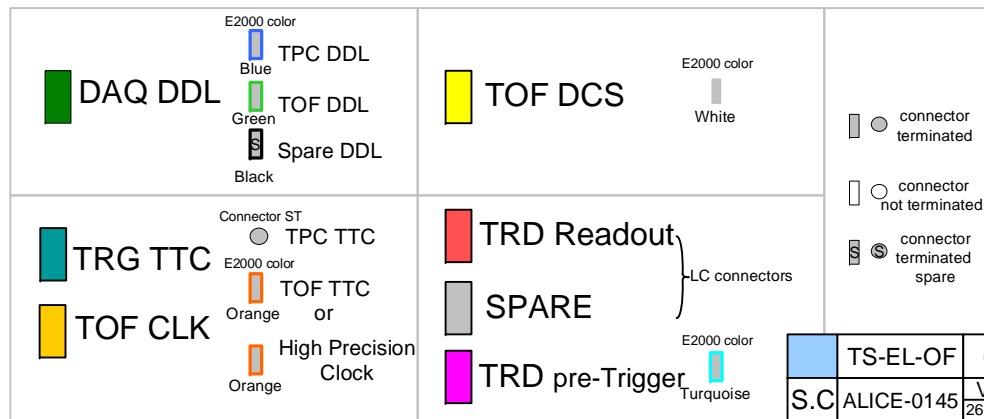 E2000 color
TPC DDL
Blue
DAQ DDL
TOF DDL
Green
S
Spare DDL
Black
TOF DCS
E2000 color
White
connector
terminated
connector
not terminated
S S
connector
terminated
spare
Connector ST
TPC TTC
TRG TTC
E2000 color
TOF TTC
Orange
or
TOF CLK
High Precision
Clock
Orange
TRD Readout
LC connectors
SPARE
E2000 color
TRD pre-Trigger
Turquoise
TS-EL-OF
S.C ALICE-0145
26